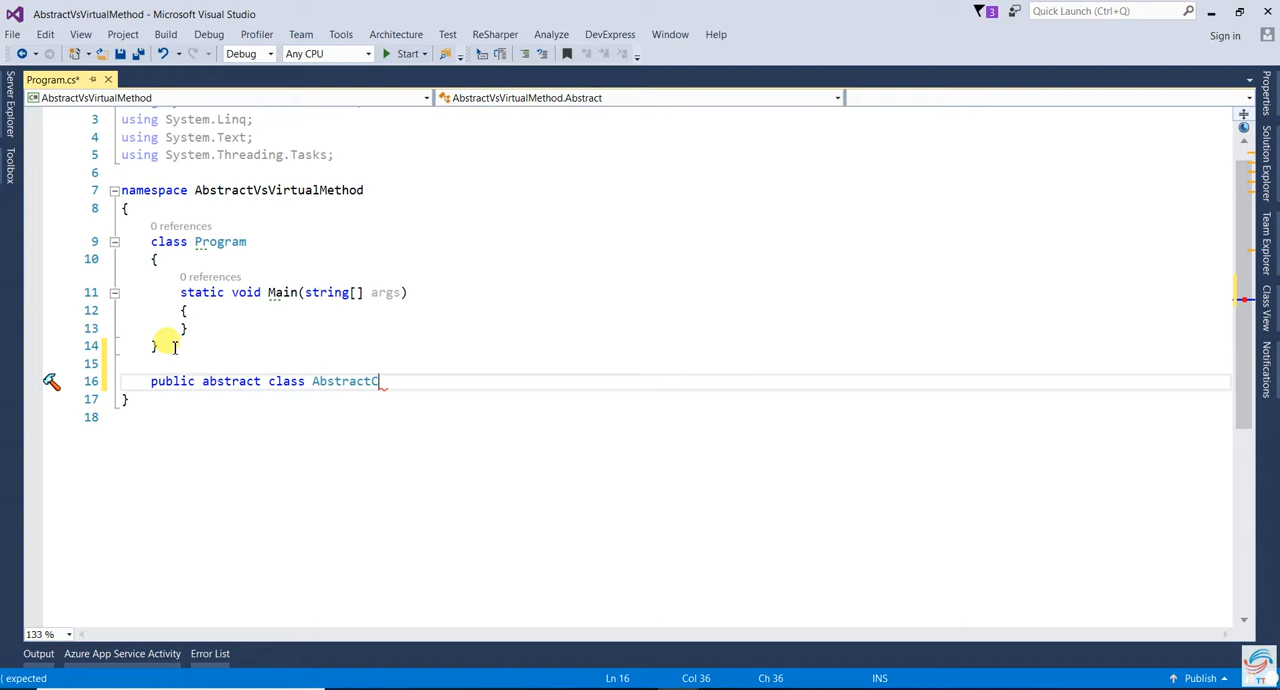 AbstractVsVirtualMethod - Microsoft Visual Studio
3
Quick Launch (Ctrl+Q)
File Edit View Project Build Debug Profiler Team Tools Architecture Test ReSharper Analyze DevExpress Window Help
Sign in
Debug Any CPU Start
Program.cs*
AbstractVsVirtualMethod AbstractVsVirtualMethod.Abstract
Server Explorer
Toolbox
Properties
Solution Explorer
Team Explorer
Class View
Notifications
3 using System.Linq;
4 using System.Text;
5 using System.Threading.Tasks;
6
7 namespace AbstractVsVirtualMethod
8 {
0 references
9 class Program
10 {
0 references
11 static void Main(string[] args)
12 {
13 }
14 }
15
16 public abstract class AbstractC
17 }
18
133 %
Output Azure App Service Activity Error List
{ expected Ln 16 Col 36 Ch 36 INS Publish
TT